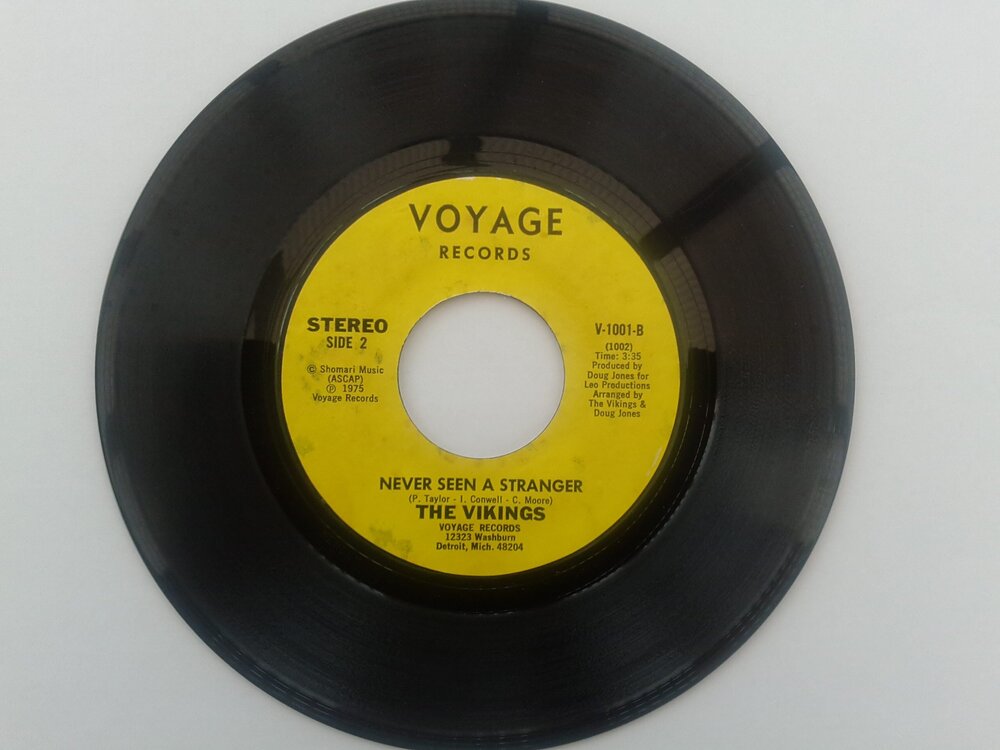 VOYAGE
RECORDS
STEREO
SIDE 2
© Shomari Music
(ASCAP)
℗ 1975
Voyage Records
V-1001-B
(1002)
Time: 3:35
Produced by
Doug Jones for
Leo Productions
Arranged by
The Vikings &
Doug Jones
NEVER SEEN A STRANGER
(P. Taylor - I. Conwell - C. Moore)
THE VIKINGS
VOYAGE RECORDS
12323 Washburn
Detroit, Mich. 48204